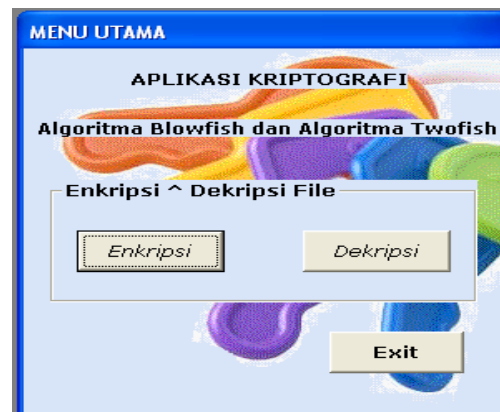 MENU UTAMA
APLIKASI KRIPTOGRAFI
Algoritma Blowfish dan Algoritma Twofish
Enkripsi ^ Dekripsi File
Enkripsi Dekripsi
Exit